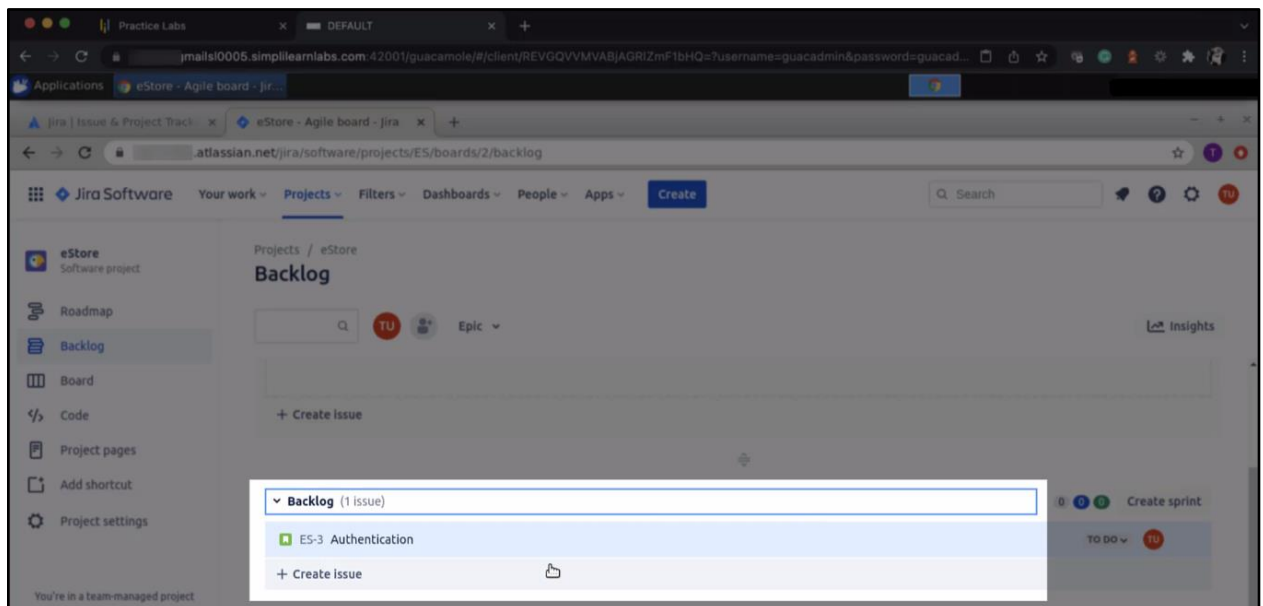 Practice Labs
DEFAULT
mailsl0005.simplilearnlabs.com:42001/guacamole/#/client/REVGQVVMVABjAGRlZmF1bHQ=?username=guacadmin&password=guacad...
Applications eStore - Agile board - Jir...
Jira | Issue & Project Track
eStore - Agile board - Jira
.atlassian.net/jira/software/projects/ES/boards/2/backlog
Jira Software Your work Projects Filters Dashboards People Apps Create Search TU
eStore
Software project
Projects / eStore
Backlog
Roadmap
TU Epic Insights
Backlog
Board
Code
+ Create issue
Project pages
Add shortcut
Backlog (1 issue) 0 0 0 Create sprint
Project settings
ES-3 Authentication TO DO TU
+ Create issue
You're in a team-managed project